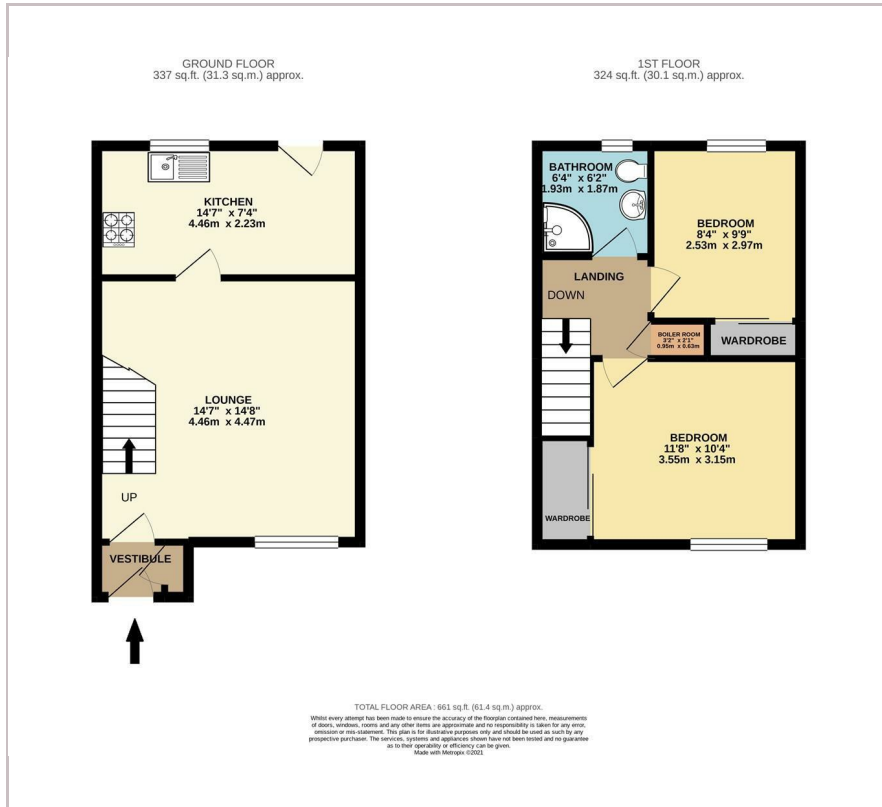 GROUND FLOOR
337 sq.ft. (31.3 sq.m.) approx.
KITCHEN
14'7" x 7'4"
4.46m x 2.23m
LOUNGE
14'7" x 14'8"
4.46m x 4.47m
UP
VESTIBULE
1ST FLOOR
324 sq.ft. (30.1 sq.m.) approx.
BATHROOM
6'4" x 6'2"
1.93m x 1.87m
BEDROOM
8'4" x 9'9"
2.53m x 2.97m
LANDING
DOWN
BOILER ROOM
3'2" x 2'1"
0.95m x 0.63m
WARDROBE
BEDROOM
11'8" x 10'4"
3.55m x 3.15m
WARDROBE
TOTAL FLOOR AREA : 661 sq.ft. (61.4 sq.m.) approx.
Whilst every attempt has been made to ensure the accuracy of the floorplan contained here, measurements
of doors, windows, rooms and any other items are approximate and no responsibility is taken for any error,
omission or mis-statement. This plan is for illustrative purposes only and should be used as such by any
prospective purchaser. The services, systems and appliances shown have not been tested and no guarantee
as to their operability or efficiency can be given.
Made with Metropix ©2021